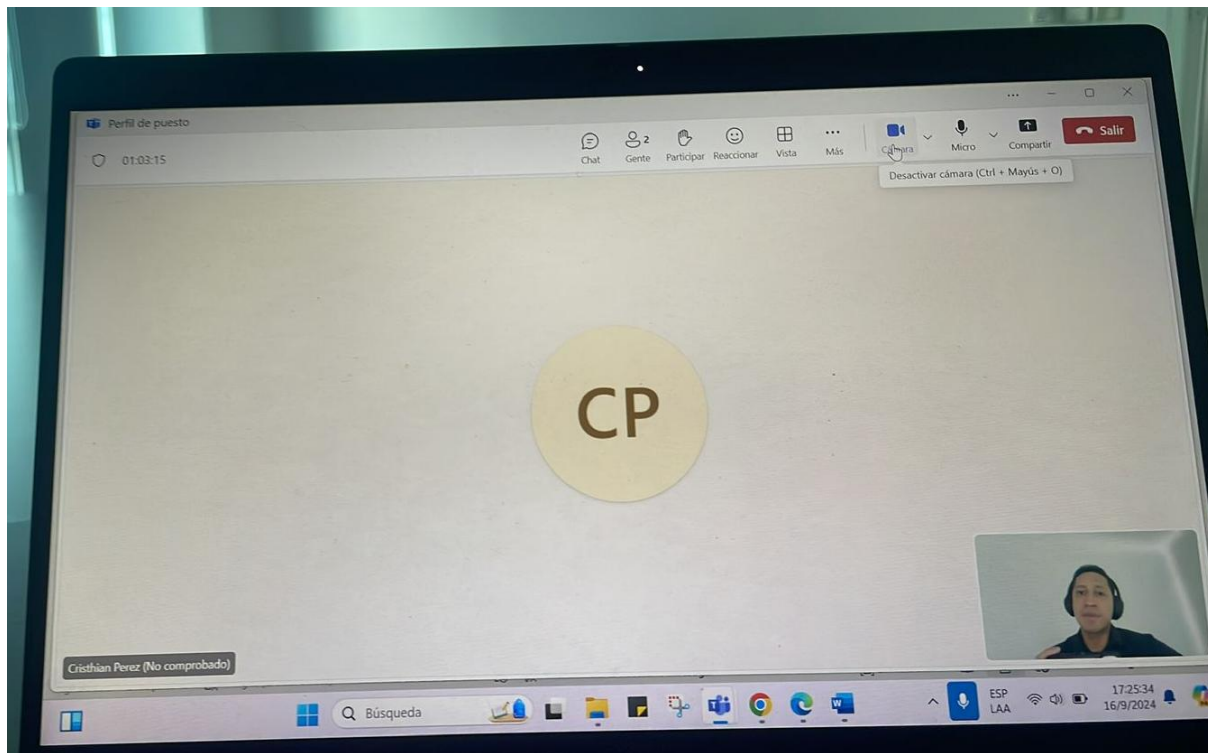 Perfil de puesto
01:03:15
Chat
2
Gente
Participar
Reaccionar
Vista
Más
Cámara
Micro
Compartir
Salir
Desactivar cámara (Ctrl + Mayús + O)
CP
Cristhian Perez (No comprobado)
Búsqueda
W
ESP
LAA
17:25:34
16/9/2024